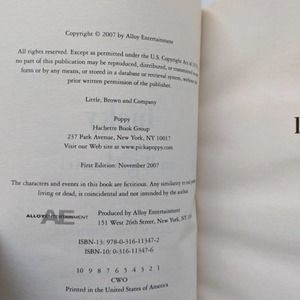 Copyright © 2007 by Alloy Entertainment
All rights reserved. Except as permitted under the U.S. Copyright Act of 1976,
no part of this publication may be reproduced, distributed, or transmitted in any
form or by any means, or stored in a database or retrieval system, without the
prior written permission of the publisher.
Little, Brown and Company
Poppy
Hachette Book Group
237 Park Avenue, New York, NY 10017
Visit our Web site at www.pickapoppy.com
First Edition: November 2007
The characters and events in this book are fictitious. Any similarity to real persons,
living or dead, is coincidental and not intended by the author.
AE
ALLOYENTERTAINMENT
Produced by Alloy Entertainment
151 West 26th Street, New York, NY
ISBN-13: 978-0-316-11347-2
ISBN-10: 0-316-11347-6
10 9 8 7 6 5 4 3 2 1
CWO
Printed in the United States of America